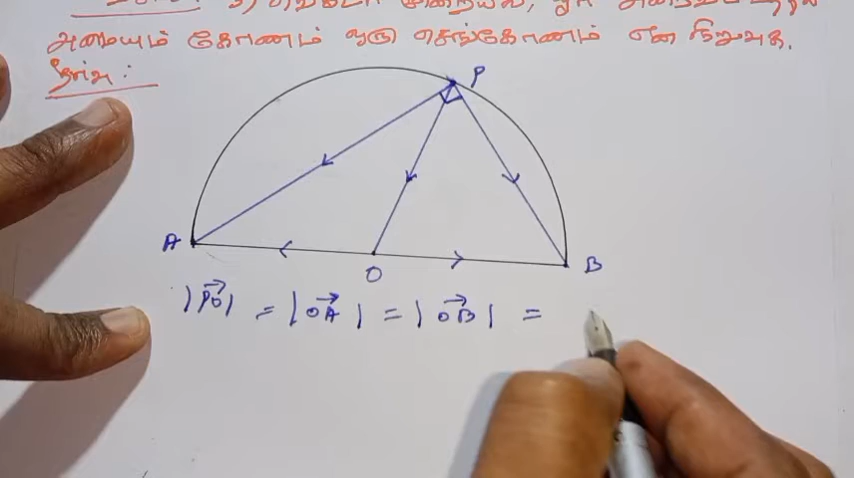 அமையும் கோணம் ஒரு செங்கோணம் என நிறுவுக.
தீர்வு :
P
A
O
B
|PO⃗| = |OA⃗| = |OB⃗| =